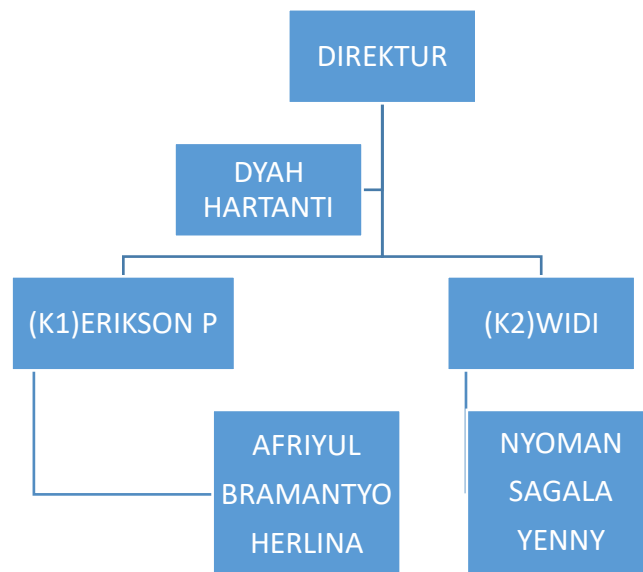 DIREKTUR
DYAH
HARTANTI
(K1)ERIKSON P
(K2)WIDI
AFRIYUL
BRAMANTYO
HERLINA
NYOMAN
SAGALA
YENNY